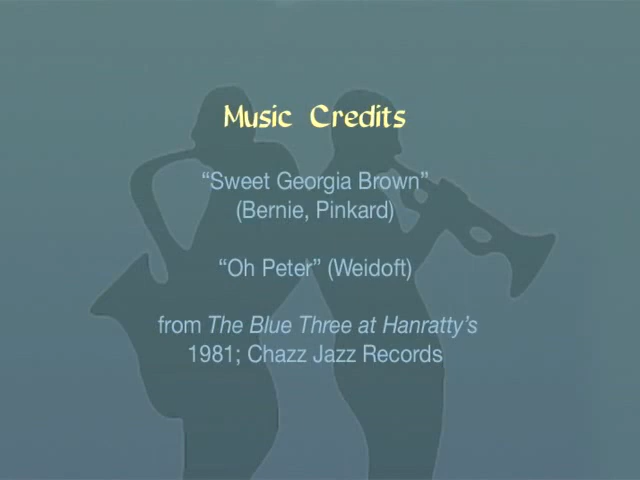 Music Credits
“Sweet Georgia Brown”
(Bernie, Pinkard)
“Oh Peter” (Weidoft)
from The Blue Three at Hanratty’s
1981; Chazz Jazz Records